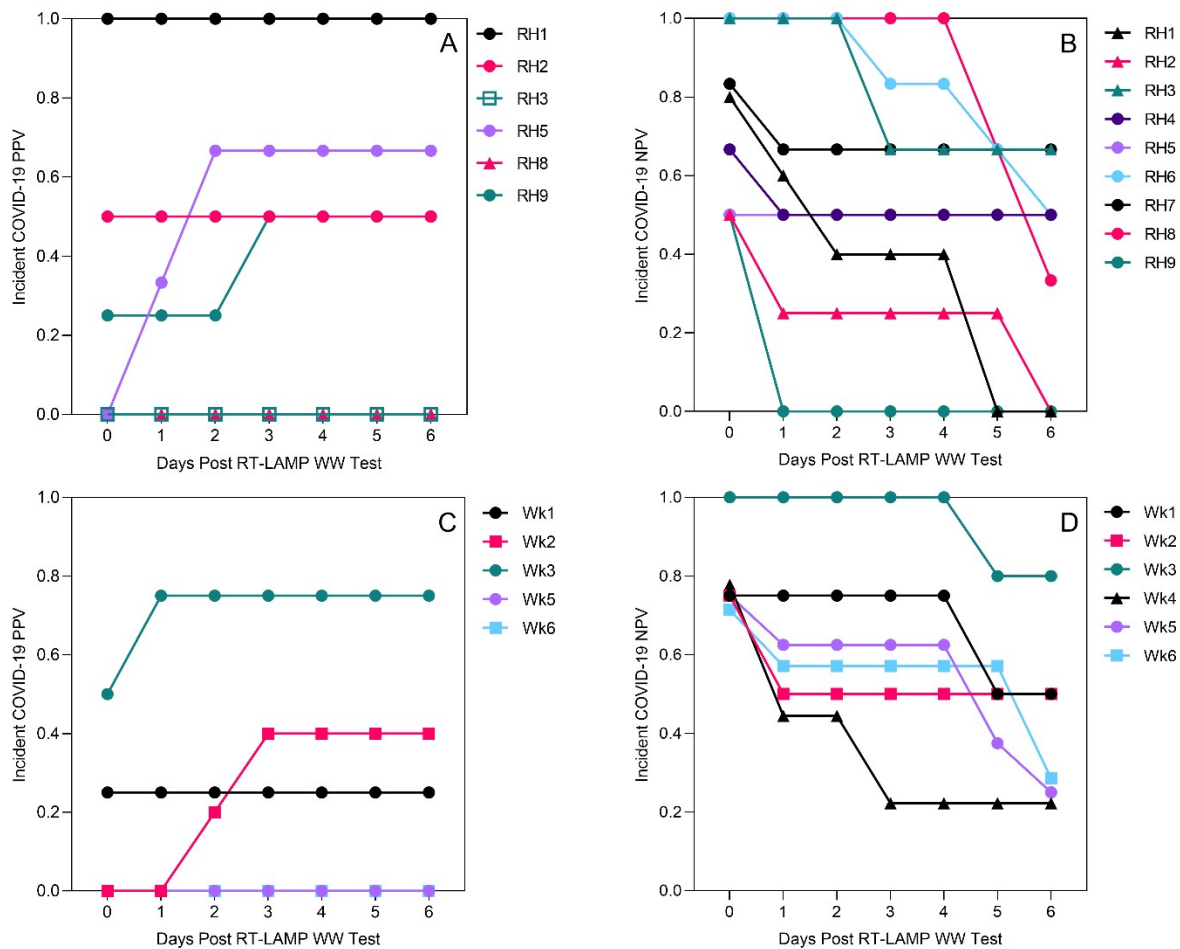 A
1.0
0.8
0.6
0.4
0.2
0.0
Incident COVID-19 PPV
0 1 2 3 4 5 6
Days Post RT-LAMP WW Test
RH1
RH2
RH3
RH5
RH8
RH9
B
1.0
0.8
0.6
0.4
0.2
0.0
Incident COVID-19 NPV
0 1 2 3 4 5 6
Days Post RT-LAMP WW Test
RH1
RH2
RH3
RH4
RH5
RH6
RH7
RH8
RH9
C
1.0
0.8
0.6
0.4
0.2
0.0
Incident COVID-19 PPV
0 1 2 3 4 5 6
Days Post RT-LAMP WW Test
Wk1
Wk2
Wk3
Wk5
Wk6
D
1.0
0.8
0.6
0.4
0.2
0.0
Incident COVID-19 NPV
0 1 2 3 4 5 6
Days Post RT-LAMP WW Test
Wk1
Wk2
Wk3
Wk4
Wk5
Wk6